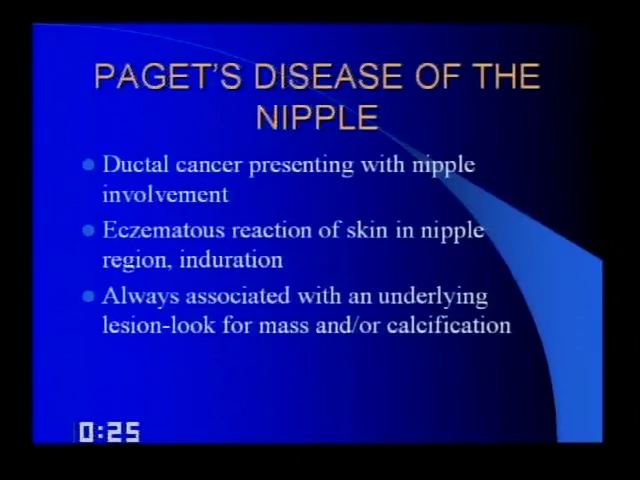 PAGET'S DISEASE OF THE
NIPPLE
Ductal cancer presenting with nipple
involvement
Eczematous reaction of skin in nipple
region, induration
Always associated with an underlying
lesion-look for mass and/or calcification
0:25